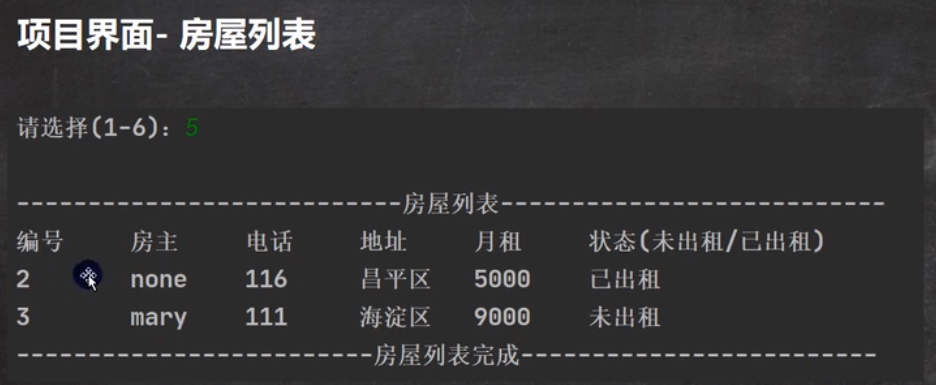 项目界面- 房屋列表
请选择(1-6): 5
---------------------------房屋列表---------------------------
编号 房主 电话 地址 月租 状态(未出租/已出租)
2 none 116 昌平区 5000 已出租
3 mary 111 海淀区 9000 未出租
-------------------------房屋列表完成-------------------------